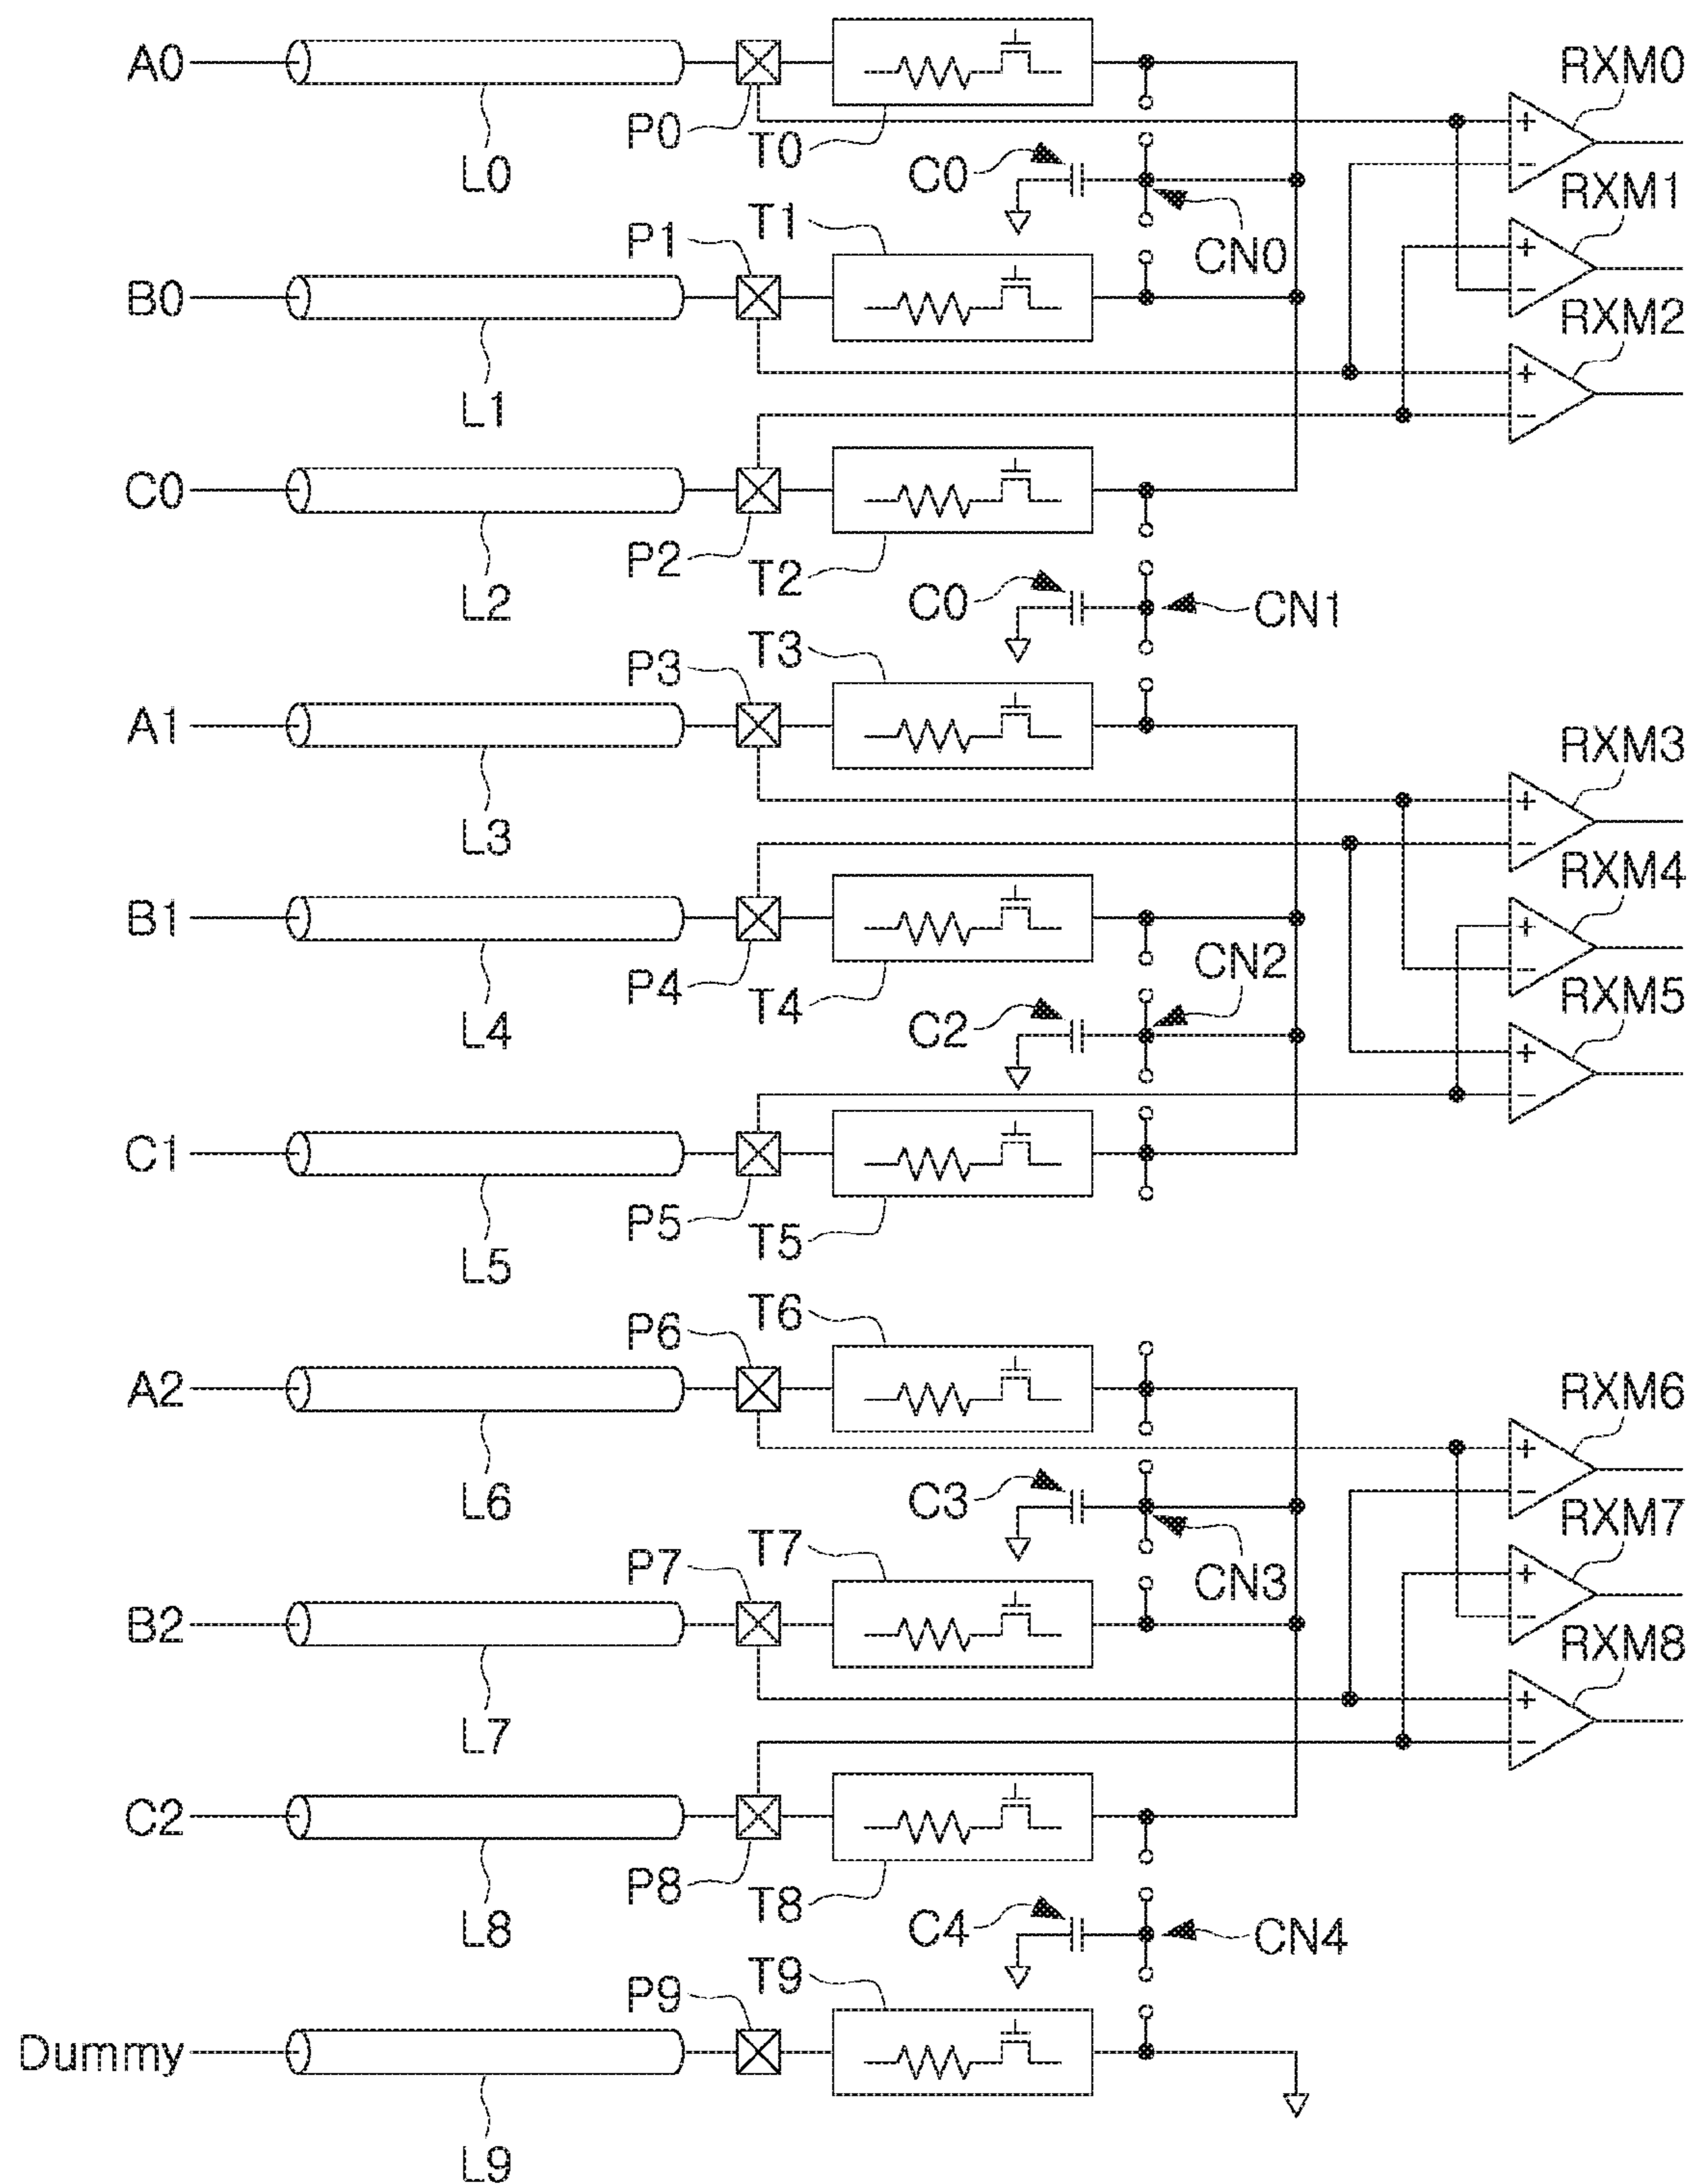 A0
P0
L0
T0
C0
CN0
RXM0
RXM1
B0
P1
T1
L1
RXM2
C0
P2
L2
T2
C0
CN1
A1
P3
T3
L3
RXM3
B1
P4
L4
T4
C2
CN2
RXM4
RXM5
C1
P5
L5
T5
A2
P6
T6
L6
C3
CN3
RXM6
RXM7
B2
P7
T7
L7
RXM8
C2
P8
L8
T8
C4
CN4
Dummy
P9
T9
L9
+
-
+
-
+
-
+
-
+
-
+
-
+
-
+
-
+
-